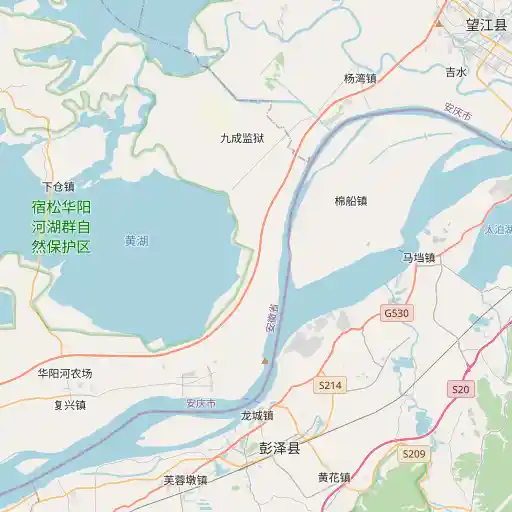 望江县
吉水
杨湾镇
安庆市
九成监狱
下仓镇
宿松华阳
河湖群自
然保护区
棉船镇
黄湖
太泊湖
马垱镇
安徽省
G530
华阳河农场
S214
S20
复兴镇
安庆市
龙城镇
彭泽县
S209
芙蓉墩镇
黄花镇